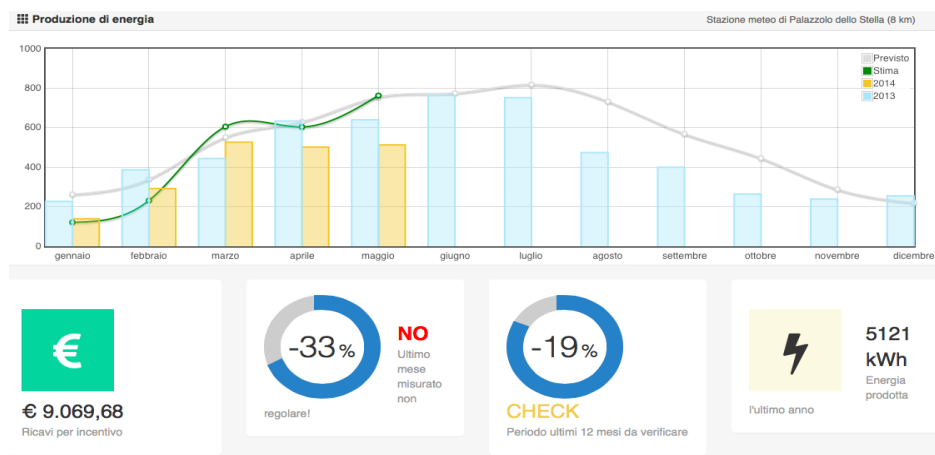 Produzione di energia
Stazione meteo di Palazzolo dello Stella (8 km)
1000
800
600
400
200
0
Previsto
Stima
2014
2013
gennaio febbraio marzo aprile maggio giugno luglio agosto settembre ottobre novembre dicembre
€
€ 9.069,68
Ricavi per incentivo
-33%
NO
Ultimo
mese
misurato
non
regolare!
-19%
CHECK
Periodo ultimi 12 mesi da verificare
5121
kWh
Energia
prodotta
l'ultimo anno